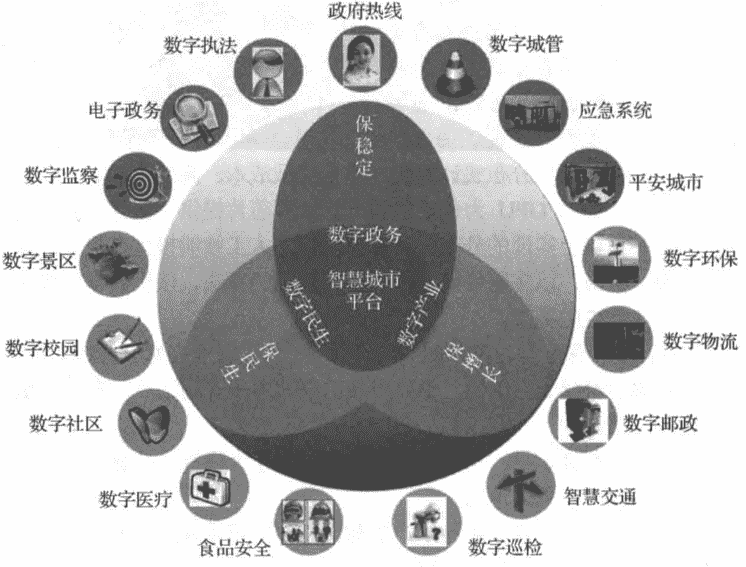 政府热线
数字执法
数字城管
电子政务
应急系统
数字监察
平安城市
数字景区
数字环保
数字校园
数字物流
数字社区
数字邮政
数字医疗
智慧交通
食品安全
数字巡检
保稳定
数字政务
智慧城市
平台
数字民生
数字产业
保民生
保增长